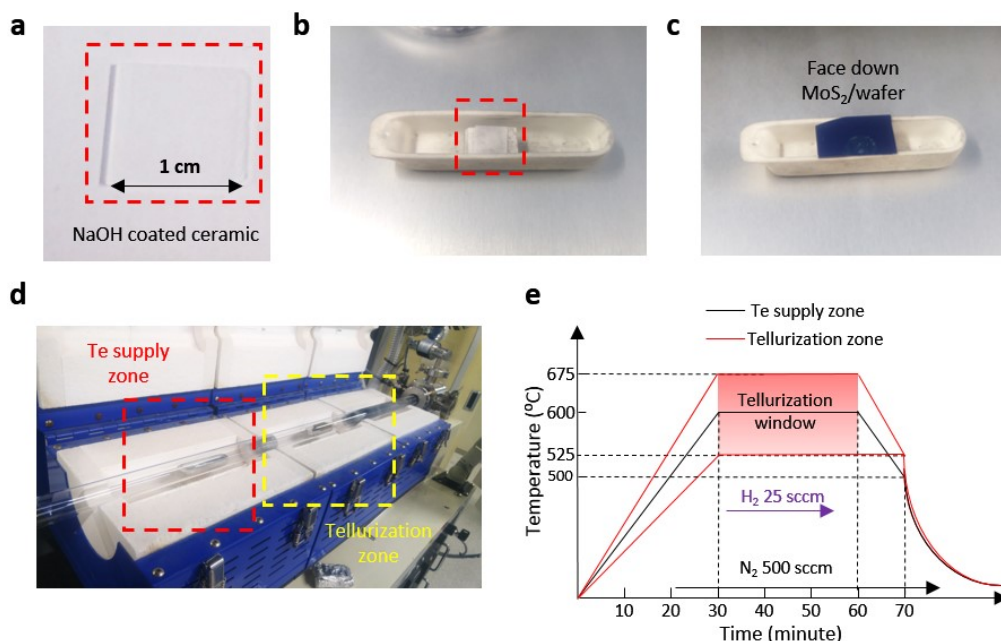 a
1 cm
NaOH coated ceramic
b
c
Face down
MoS₂/wafer
d
Te supply
zone
Tellurization
zone
e
Te supply zone
Tellurization zone
Temperature (⁰C)
675
600
525
500
Tellurization
window
H₂ 25 sccm
N₂ 500 sccm
10 20 30 40 50 60 70
Time (minute)